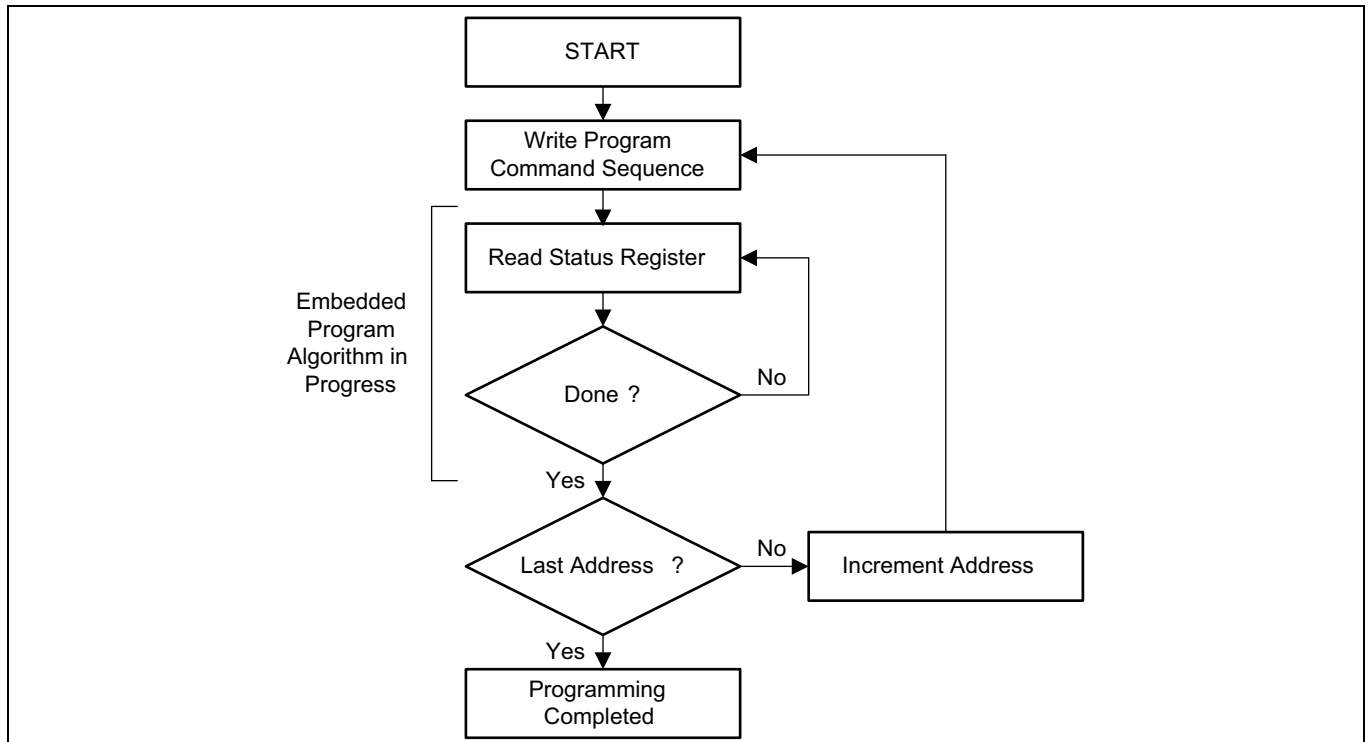 START
Write Program
Command Sequence
Read Status Register
Embedded
Program
Algorithm in
Progress
Done ?
No
Yes
Last Address ?
No
Increment Address
Yes
Programming
Completed